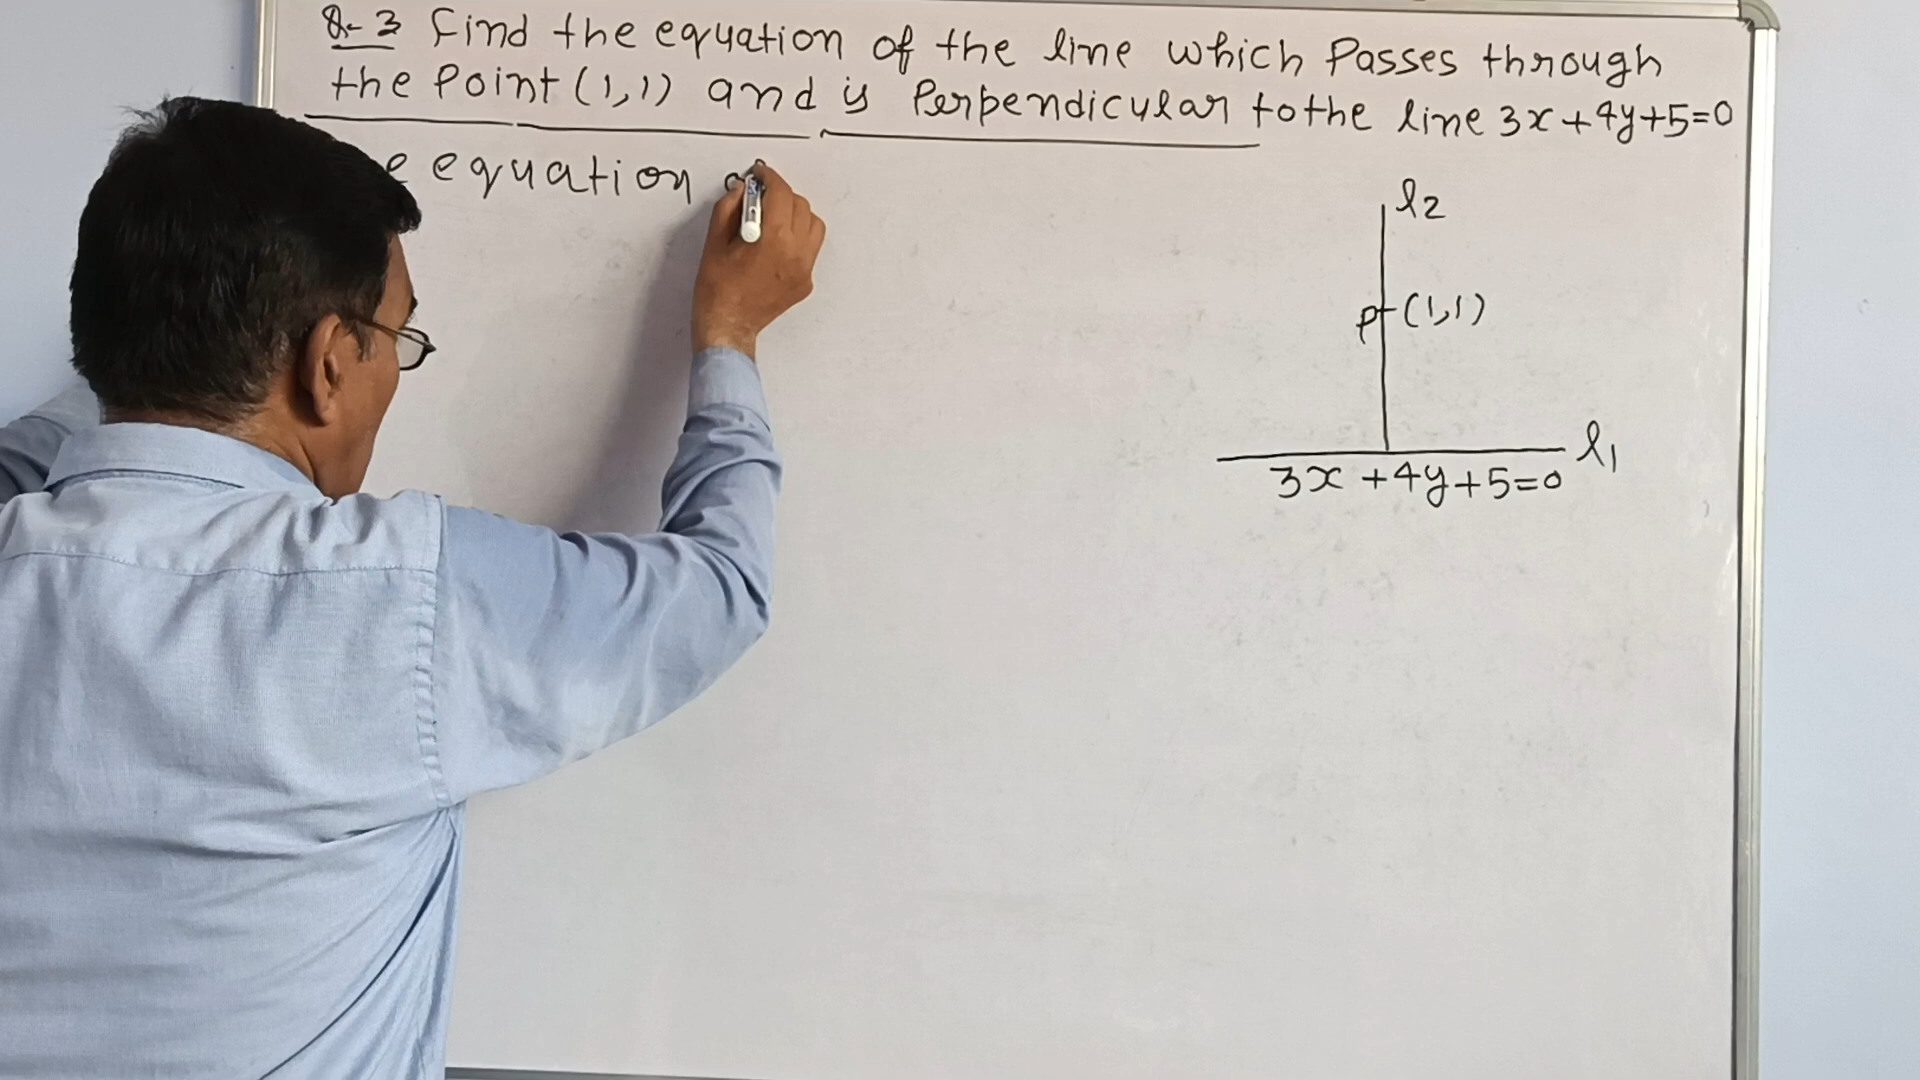 Q-3 Find the equation of the line which Passes through
the Point (1,1) and is Perpendicular to the line 3x+4y+5=0
equation
l2
P (1,1)
l1
3x+4y+5=0